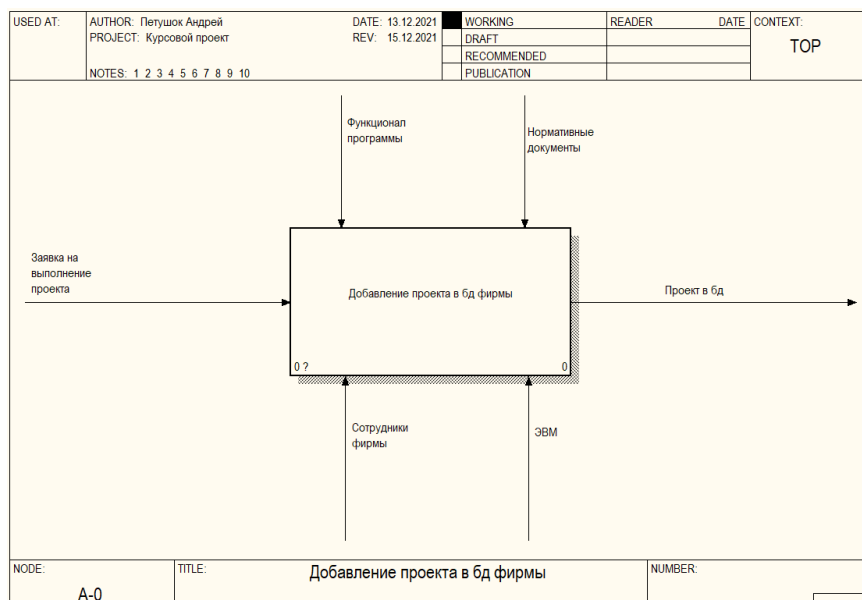 USED AT:
AUTHOR: Петушок Андрей
DATE: 13.12.2021
WORKING
READER
DATE
CONTEXT:
PROJECT: Курсовой проект
REV: 15.12.2021
DRAFT
TOP
RECOMMENDED
NOTES: 1 2 3 4 5 6 7 8 9 10
PUBLICATION
Функционал
программы
Нормативные
документы
Заявка на
выполнение
проекта
Добавление проекта в бд фирмы
Проект в бд
0 ?
0
Сотрудники
фирмы
ЭВМ
NODE:
TITLE:
Добавление проекта в бд фирмы
NUMBER:
A-0